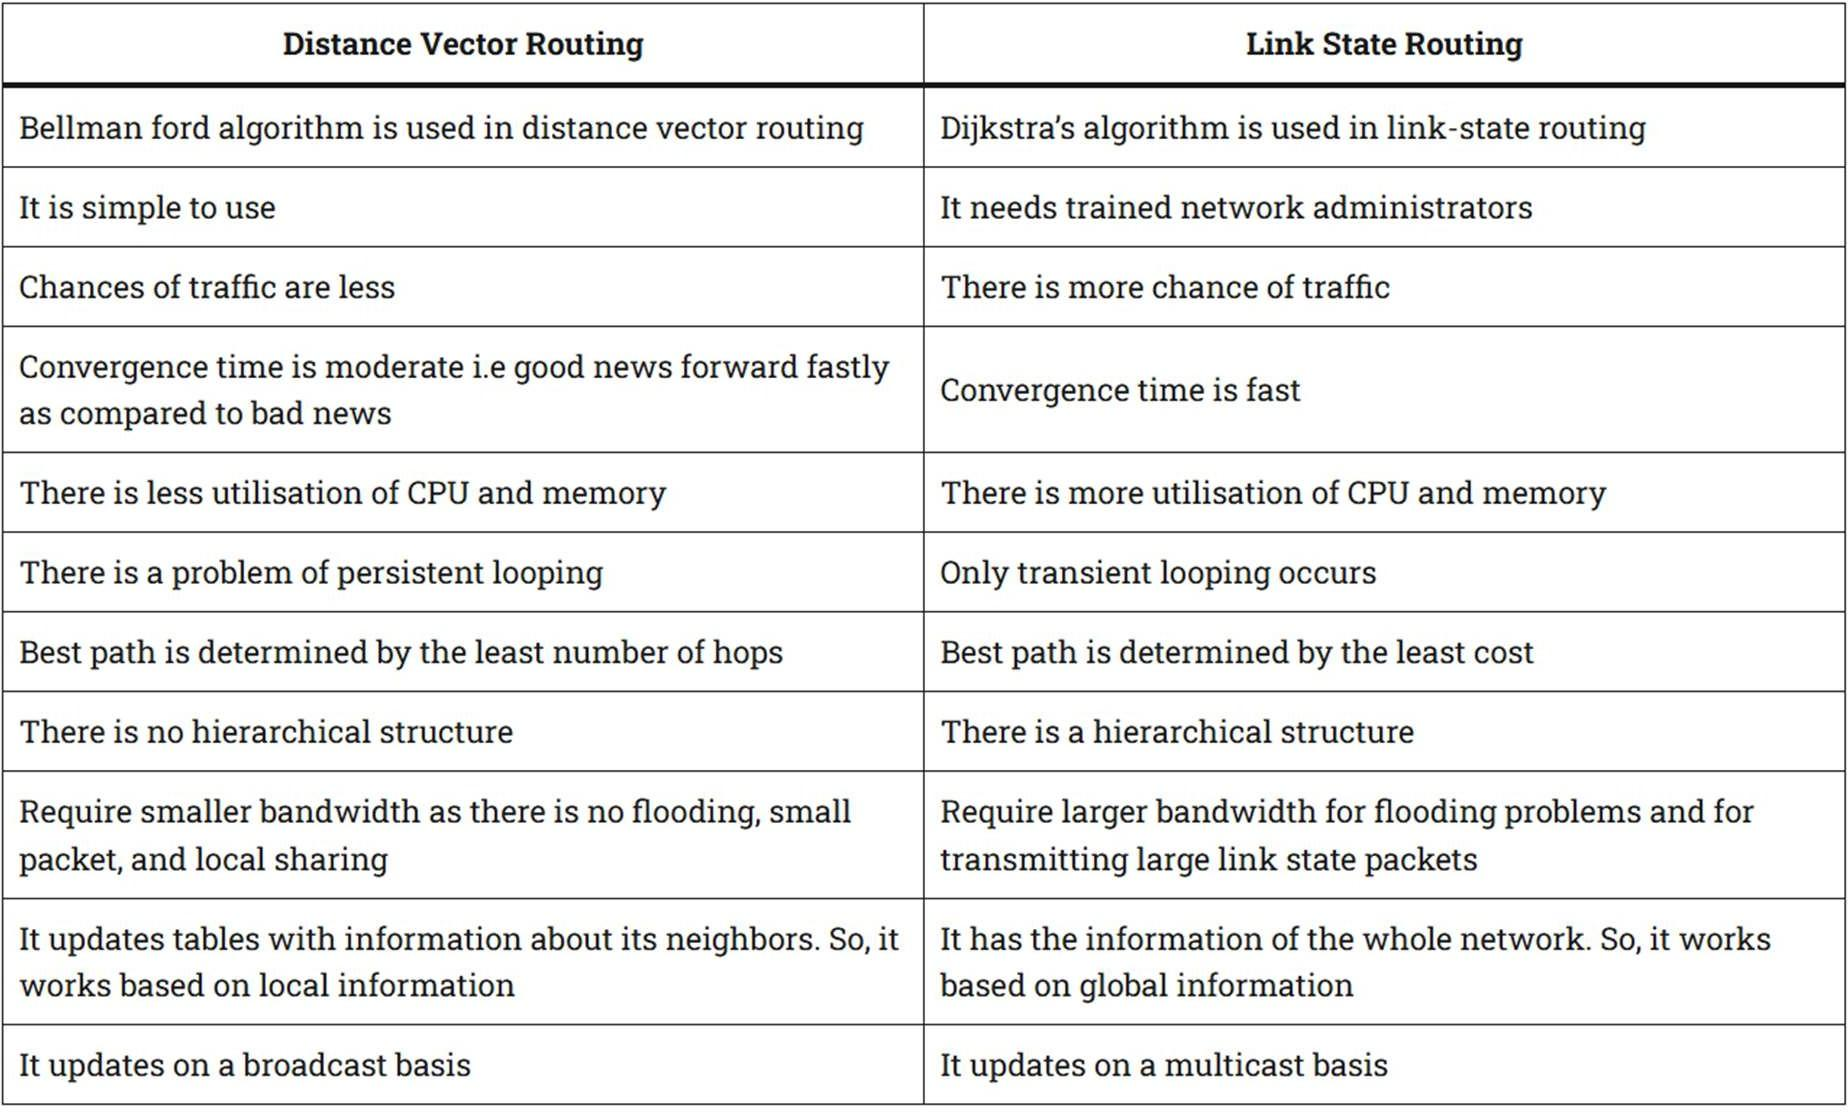 Distance Vector Routing
Link State Routing
Bellman ford algorithm is used in distance vector routing
Dijkstra’s algorithm is used in link-state routing
It is simple to use
It needs trained network administrators
Chances of traffic are less
There is more chance of traffic
Convergence time is moderate i.e good news forward fastly
as compared to bad news
Convergence time is fast
There is less utilisation of CPU and memory
There is more utilisation of CPU and memory
There is a problem of persistent looping
Only transient looping occurs
Best path is determined by the least number of hops
Best path is determined by the least cost
There is no hierarchical structure
There is a hierarchical structure
Require smaller bandwidth as there is no flooding, small
packet, and local sharing
Require larger bandwidth for flooding problems and for
transmitting large link state packets
It updates tables with information about its neighbors. So, it
works based on local information
It has the information of the whole network. So, it works
based on global information
It updates on a broadcast basis
It updates on a multicast basis